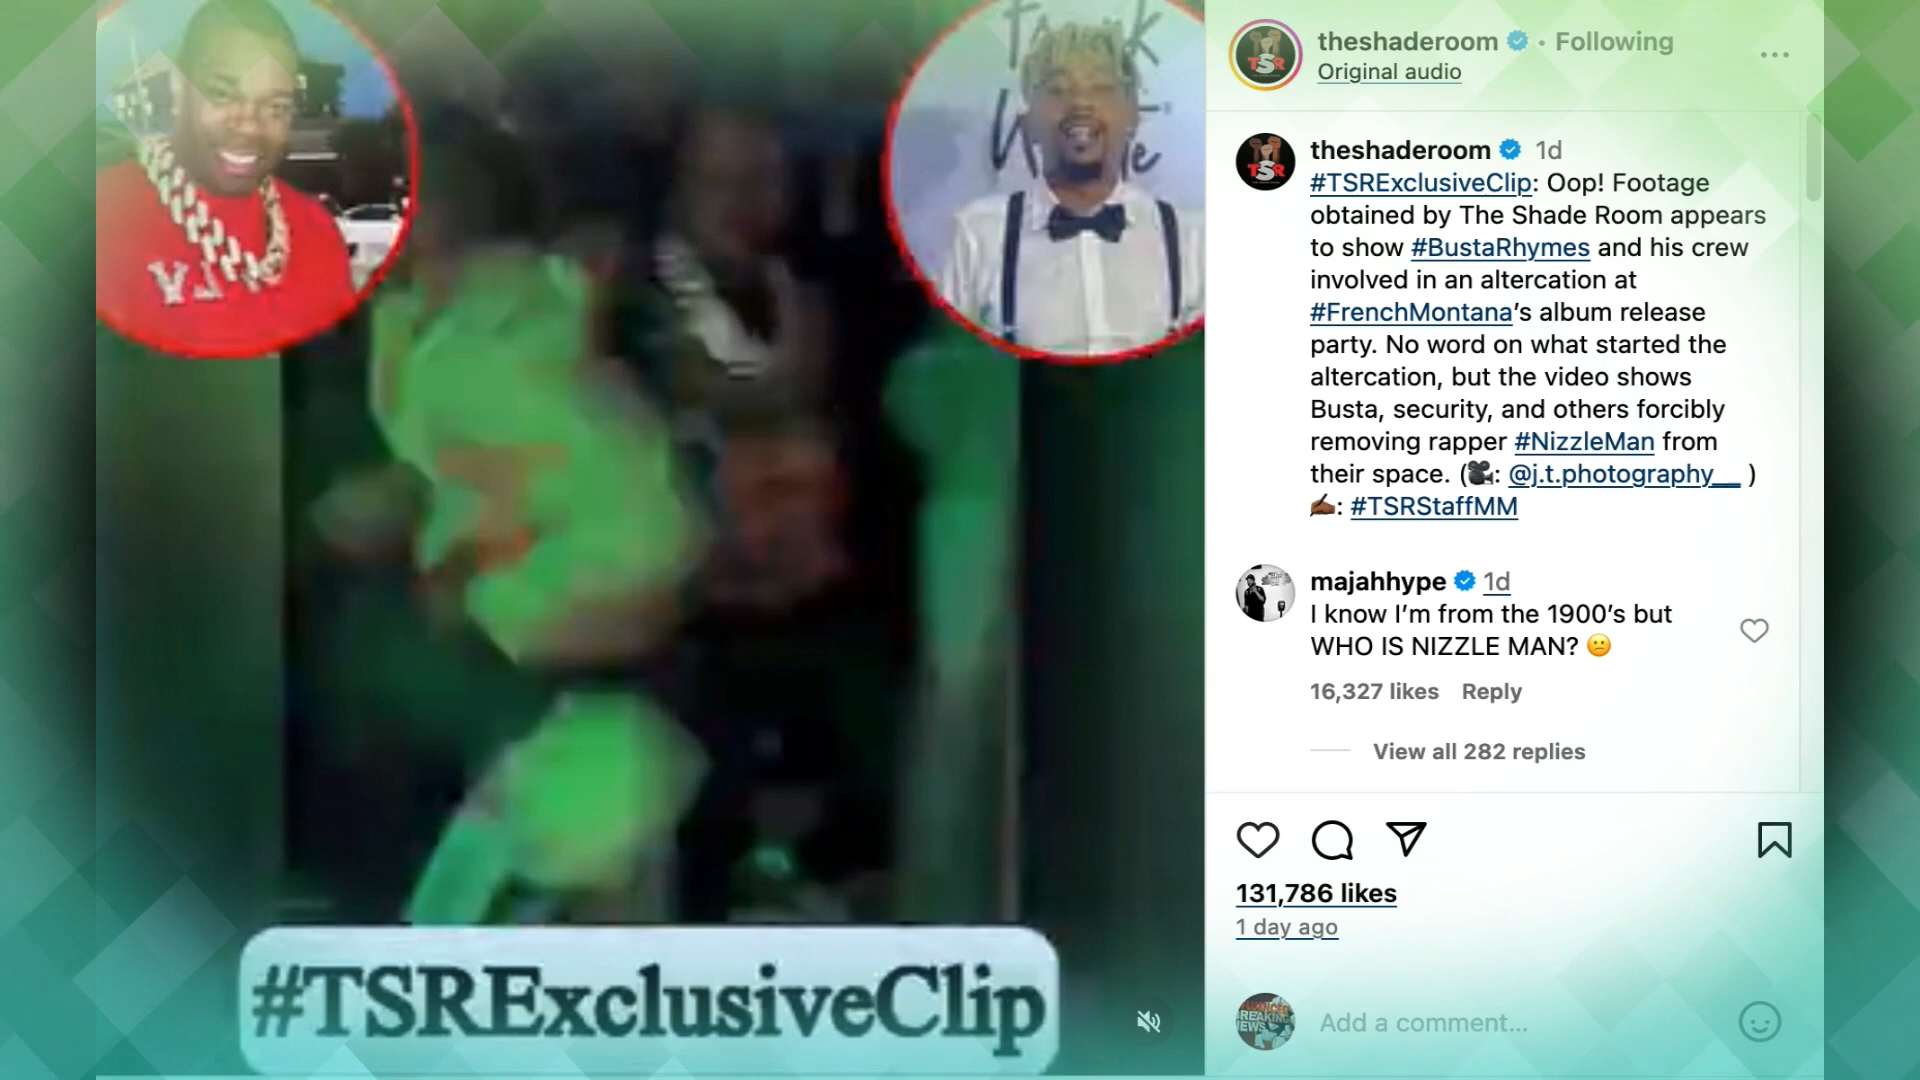 Thank
theshaderoom • Following
Original audio
TSR
theshaderoom 1d
TSR
#TSRExclusiveClip: Oop! Footage
obtained by The Shade Room appears
to show #BustaRhymes and his crew
involved in an altercation at
#FrenchMontana’s album release
party. No word on what started the
altercation, but the video shows
Busta, security, and others forcibly
removing rapper #NizzleMan from
their space. (🎥: @j.t.photography__ )
✍🏾: #TSRStaffMM
majahhype 1d
I know I’m from the 1900’s but
WHO IS NIZZLE MAN? 😕
16,327 likes Reply
View all 282 replies
131,786 likes
1 day ago
Add a comment...
#TSRExclusiveClip